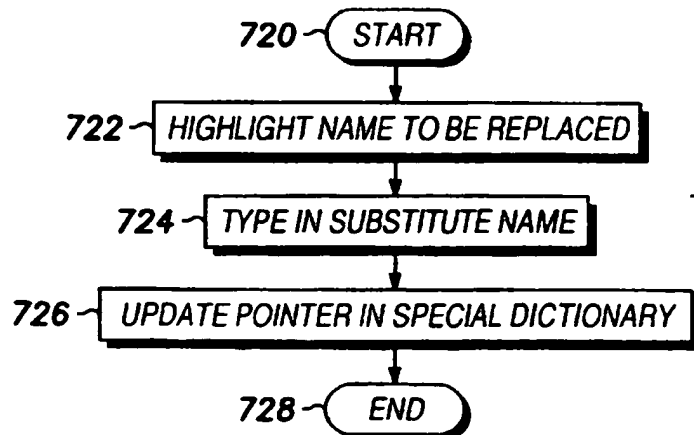 720 START
722 HIGHLIGHT NAME TO BE REPLACED
724 TYPE IN SUBSTITUTE NAME
726 UPDATE POINTER IN SPECIAL DICTIONARY
728 END